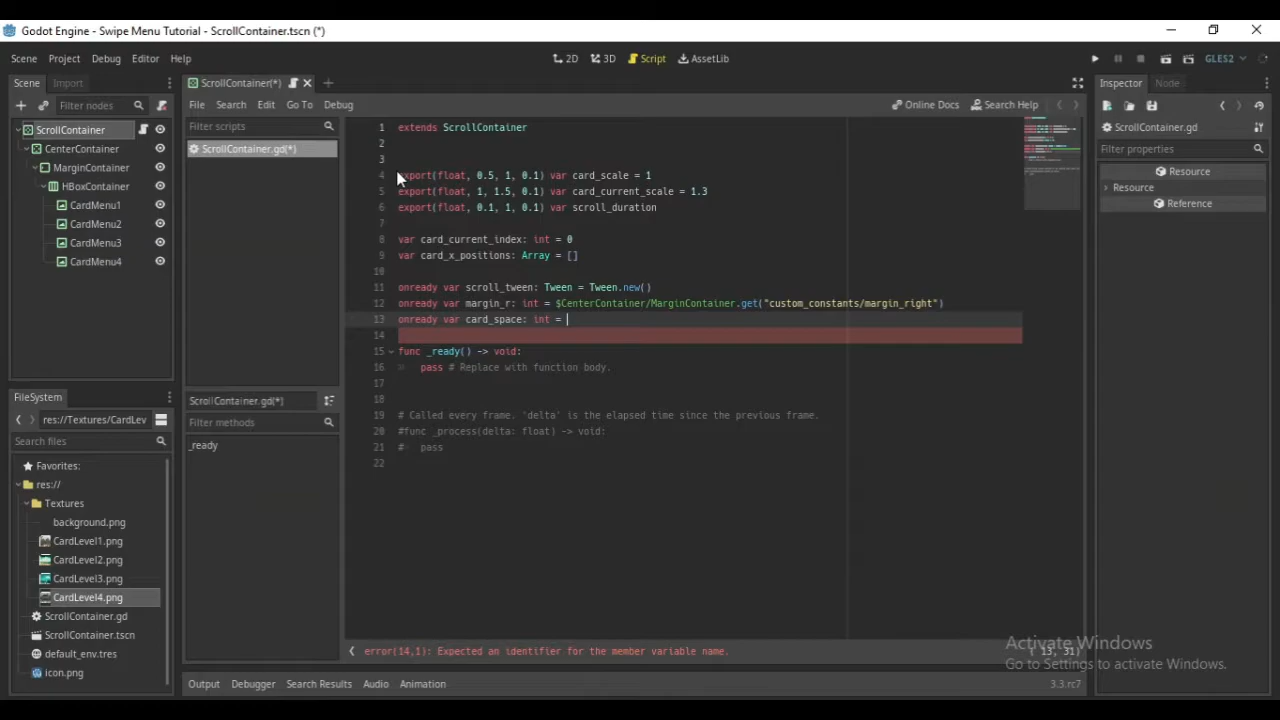 Godot Engine - Swipe Menu Tutorial - ScrollContainer.tscn (*)
Scene Project Debug Editor Help
2D 3D Script AssetLib
GLES2
Scene Import
ScrollContainer(*)
Inspector Node
Filter nodes
File Search Edit Go To Debug
Online Docs Search Help
Filter scripts
ScrollContainer.gd(*)
ScrollContainer.gd
Filter properties
Resource
Resource
Reference
ScrollContainer
CenterContainer
MarginContainer
HBoxContainer
CardMenu1
CardMenu2
CardMenu3
CardMenu4
1 extends ScrollContainer
2
3
4 export(float, 0.5, 1, 0.1) var card_scale = 1
5 export(float, 1, 1.5, 0.1) var card_current_scale = 1.3
6 export(float, 0.1, 1, 0.1) var scroll_duration
7
8 var card_current_index: int = 0
9 var card_x_positions: Array = []
10
11 onready var scroll_tween: Tween = Tween.new()
12 onready var margin_r: int = $CenterContainer/MarginContainer.get("custom_constants/margin_right")
13 onready var card_space: int =
14
15 func _ready() -> void:
16 pass # Replace with function body.
17
18
19 # Called every frame. 'delta' is the elapsed time since the previous frame.
20 #func _process(delta: float) -> void:
21 # pass
22
FileSystem
res://Textures/CardLev
Search files
Favorites:
res://
Textures
background.png
CardLevel1.png
CardLevel2.png
CardLevel3.png
CardLevel4.png
ScrollContainer.gd
ScrollContainer.tscn
default_env.tres
icon.png
ScrollContainer.gd(*)
Filter methods
_ready
error(14,1): Expected an identifier for the member variable name.
( 13, 31)
Output Debugger Search Results Audio Animation
3.3.rc7
Activate Windows
Go to Settings to activate Windows.